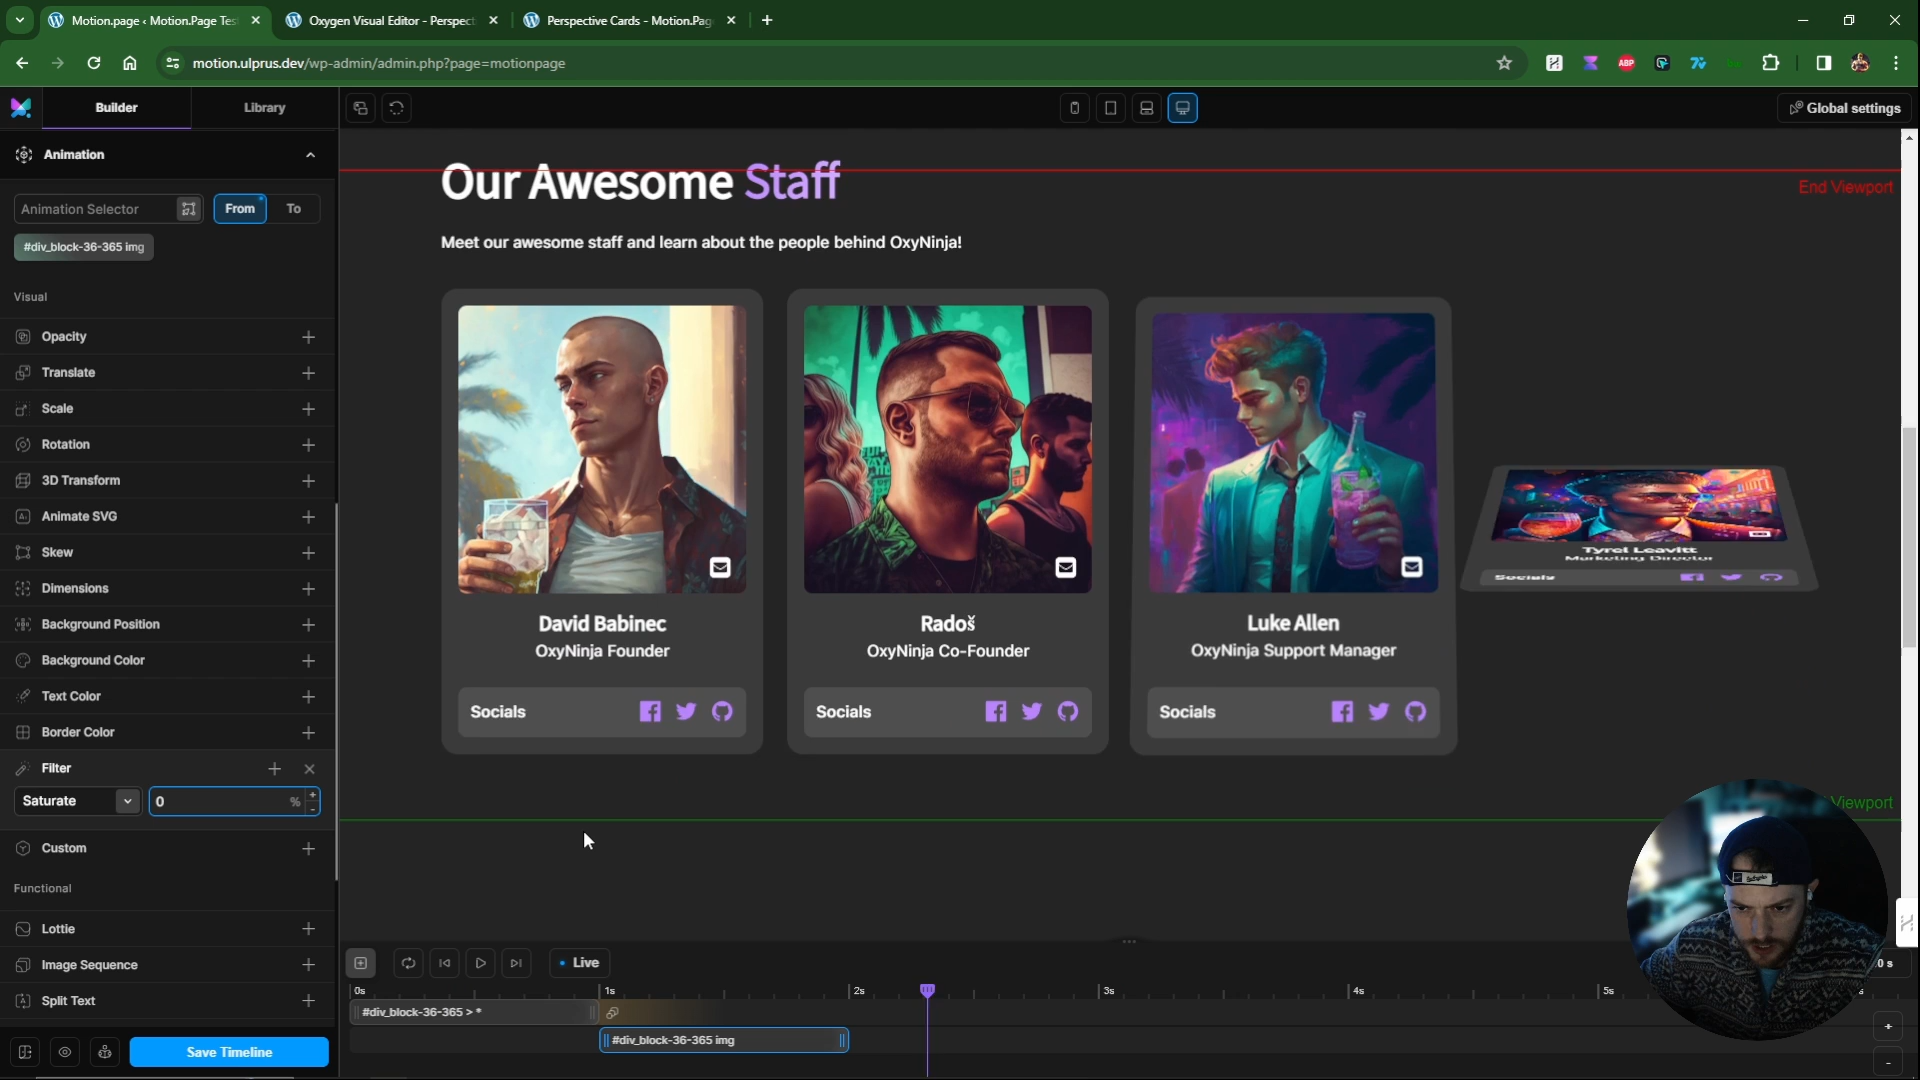 Motion.page ‹ Motion.Page Tes
Oxygen Visual Editor - Perspect
Perspective Cards - Motion.Pag
motion.ulprus.dev/wp-admin/admin.php?page=motionpage
ABP
Builder
Library
Global settings
Animation
Animation Selector
From
To
#div_block-36-365 img
Visual
Opacity
Translate
Scale
Rotation
3D Transform
Animate SVG
Skew
Dimensions
Background Position
Background Color
Text Color
Border Color
Filter
Saturate
0
%
Custom
Functional
Lottie
Image Sequence
Split Text
Save Timeline
Our Awesome Staff
End Viewport
Meet our awesome staff and learn about the people behind OxyNinja!
David Babinec
OxyNinja Founder
Socials
Radoš
OxyNinja Co-Founder
Socials
Luke Allen
OxyNinja Support Manager
Socials
Tyrel Leavitt
Marketing Director
Socials
Viewport
Live
0s
1s
2s
3s
4s
5s
0 s
#div_block-36-365 > *
#div_block-36-365 img